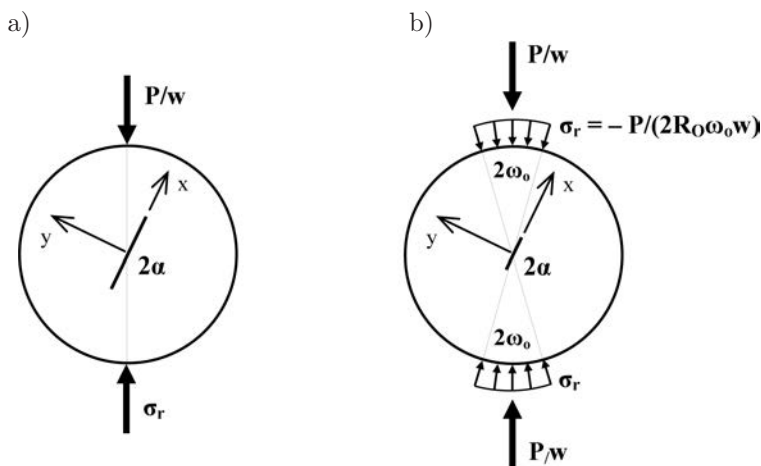 a)
P/w
x
y
2α
σr
b)
P/w
σr = – P/(2ROωow)
2ωo
x
y
2α
2ωo
σr
P/w